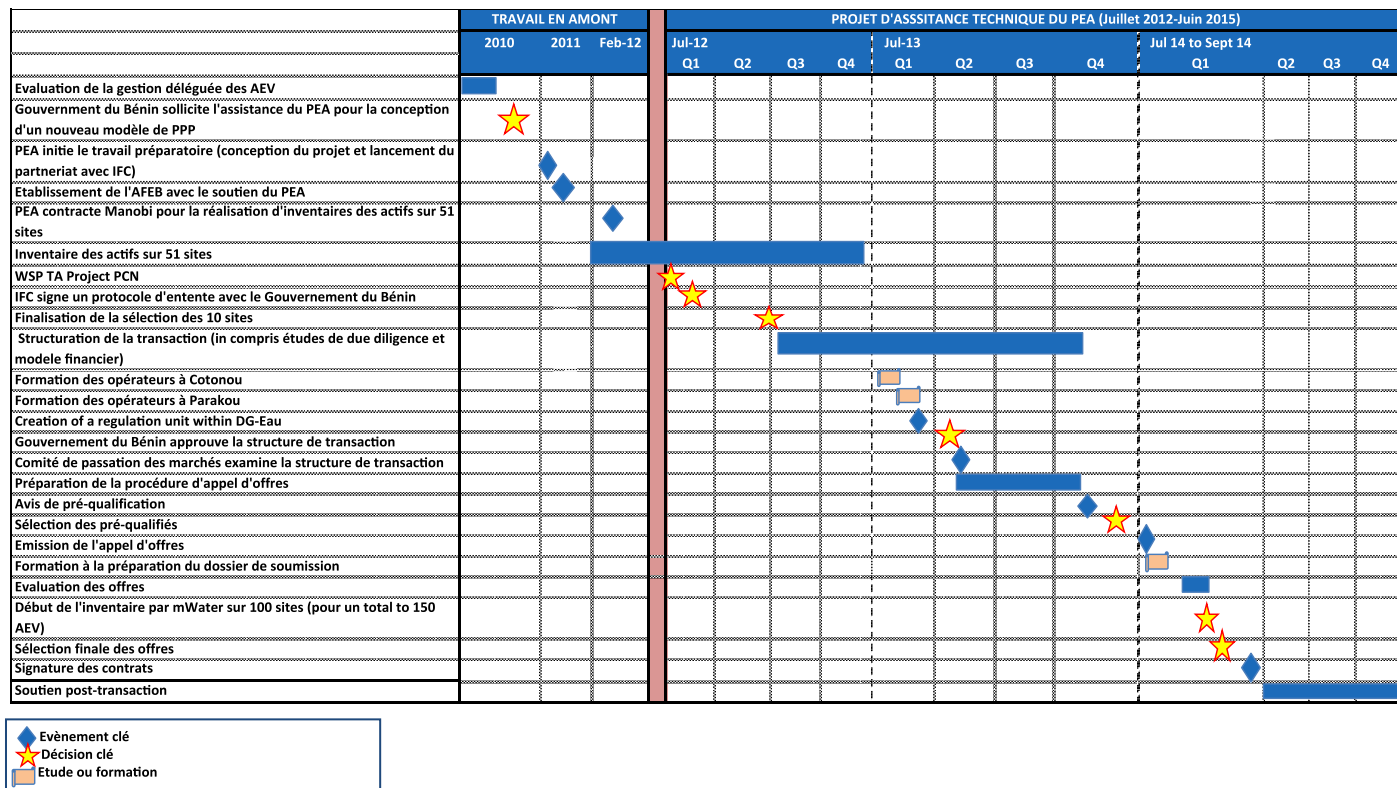 TRAVAIL EN AMONT
PROJET D'ASSSITANCE TECHNIQUE DU PEA (Juillet 2012-Juin 2015)
2010 2011 Feb-12 Jul-12 Jul-13 Jul 14 to Sept 14
Q1 Q2 Q3 Q4 Q1 Q2 Q3 Q4 Q1 Q2 Q3 Q4
Evaluation de la gestion déléguée des AEV
Gouvernment du Bénin sollicite l'assistance du PEA pour la conception
d'un nouveau modèle de PPP
PEA initie le travail préparatoire (conception du projet et lancement du
partneriat avec IFC)
Etablissement de l'AFEB avec le soutien du PEA
PEA contracte Manobi pour la réalisation d'inventaires des actifs sur 51
sites
Inventaire des actifs sur 51 sites
WSP TA Project PCN
IFC signe un protocole d'entente avec le Gouvernement du Bénin
Finalisation de la sélection des 10 sites
Structuration de la transaction (in compris études de due diligence et
modele financier)
Formation des opérateurs à Cotonou
Formation des opérateurs à Parakou
Creation of a regulation unit within DG-Eau
Gouvernement du Bénin approuve la structure de transaction
Comité de passation des marchés examine la structure de transaction
Préparation de la procédure d'appel d'offres
Avis de pré-qualification
Sélection des pré-qualifiés
Emission de l'appel d'offres
Formation à la préparation du dossier de soumission
Evaluation des offres
Début de l'inventaire par mWater sur 100 sites (pour un total to 150
AEV)
Sélection finale des offres
Signature des contrats
Soutien post-transaction
Evènement clé
Décision clé
Etude ou formation